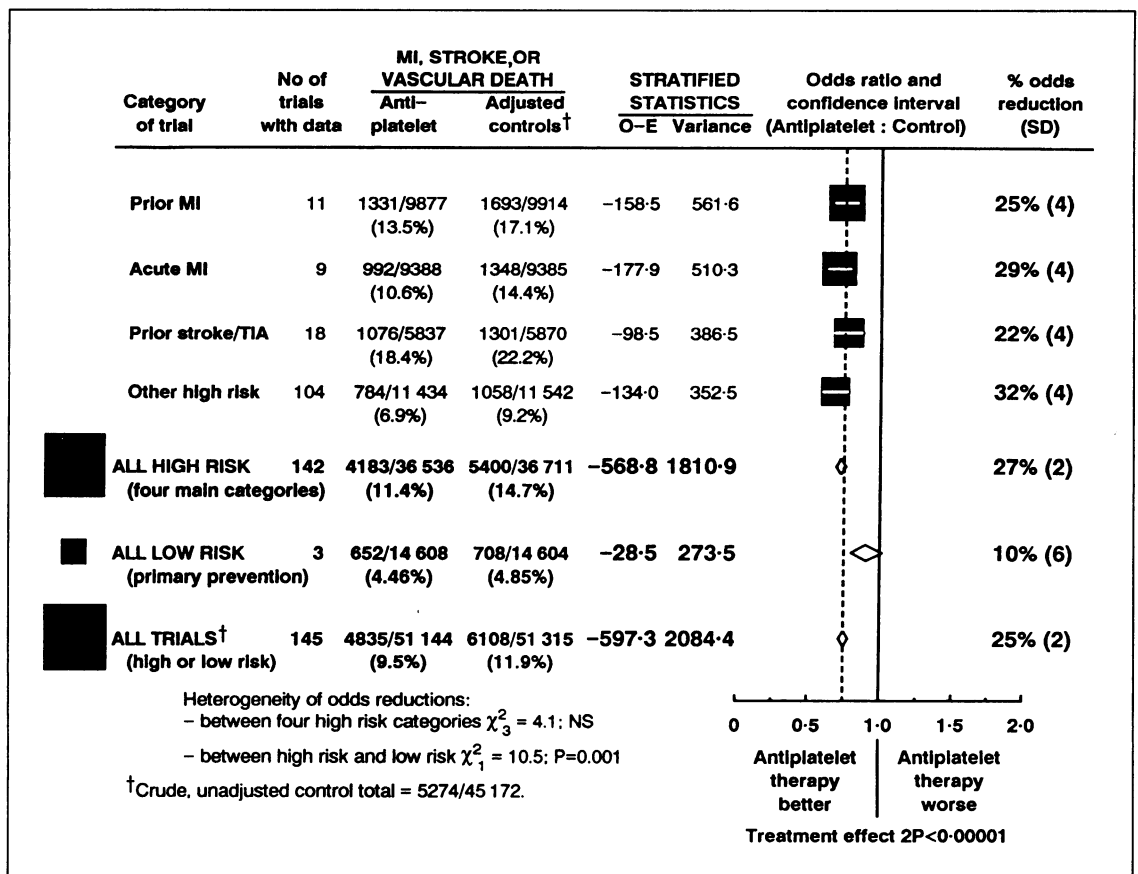 MI, STROKE,OR
No of VASCULAR DEATH STRATIFIED Odds ratio and % odds
Category trials Anti– Adjusted STATISTICS confidence interval reduction
of trial with data platelet controls† O–E Variance (Antiplatelet : Control) (SD)
Prior MI 11 1331/9877 1693/9914 –158·5 561·6 25% (4)
(13.5%) (17.1%)
Acute MI 9 992/9388 1348/9385 –177·9 510·3 29% (4)
(10.6%) (14.4%)
Prior stroke/TIA 18 1076/5837 1301/5870 –98·5 386·5 22% (4)
(18.4%) (22.2%)
Other high risk 104 784/11 434 1058/11 542 –134·0 352·5 32% (4)
(6.9%) (9.2%)
ALL HIGH RISK 142 4183/36 536 5400/36 711 –568·8 1810·9 27% (2)
(four main categories) (11.4%) (14.7%)
ALL LOW RISK 3 652/14 608 708/14 604 –28·5 273·5 10% (6)
(primary prevention) (4.46%) (4.85%)
ALL TRIALS† 145 4835/51 144 6108/51 315 –597·3 2084·4 25% (2)
(high or low risk) (9.5%) (11.9%)
Heterogeneity of odds reductions:
– between four high risk categories χ²₃ = 4.1: NS
– between high risk and low risk χ²₁ = 10.5; P=0.001
†Crude, unadjusted control total = 5274/45 172.
0 0·5 1·0 1·5 2·0
Antiplatelet Antiplatelet
therapy therapy
better worse
Treatment effect 2P<0·00001